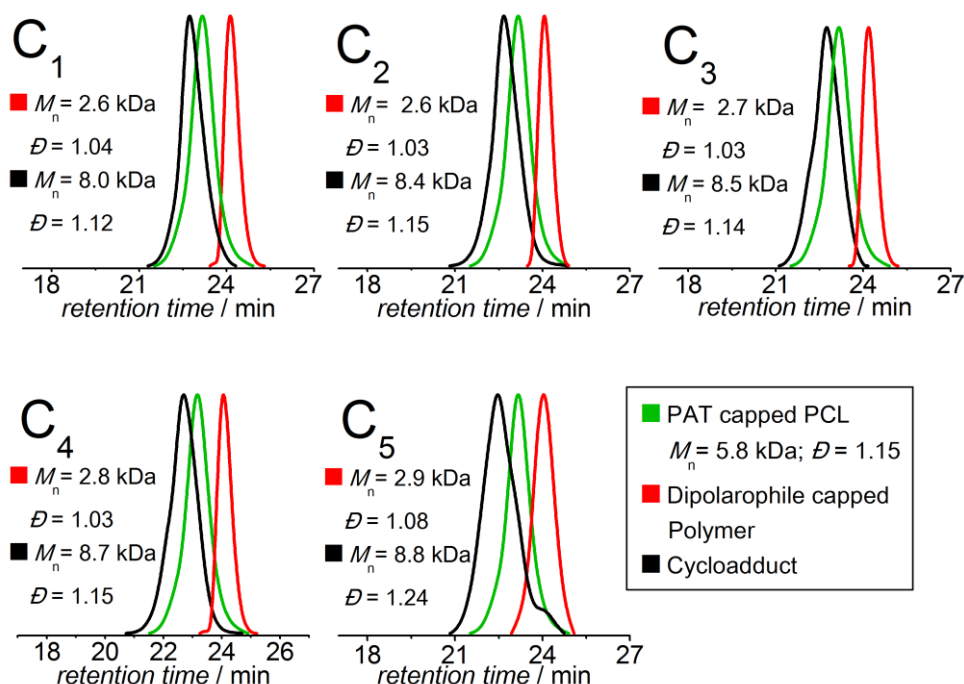 C1
Mn = 2.6 kDa
Đ = 1.04
Mn = 8.0 kDa
Đ = 1.12
18 21 24 27
retention time / min
C2
Mn = 2.6 kDa
Đ = 1.03
Mn = 8.4 kDa
Đ = 1.15
18 21 24 27
retention time / min
C3
Mn = 2.7 kDa
Đ = 1.03
Mn = 8.5 kDa
Đ = 1.14
18 21 24 27
retention time / min
C4
Mn = 2.8 kDa
Đ = 1.03
Mn = 8.7 kDa
Đ = 1.15
18 20 22 24 26
retention time / min
C5
Mn = 2.9 kDa
Đ = 1.08
Mn = 8.8 kDa
Đ = 1.24
18 21 24 27
retention time / min
PAT capped PCL
Mn = 5.8 kDa; Đ = 1.15
Dipolarophile capped
Polymer
Cycloadduct